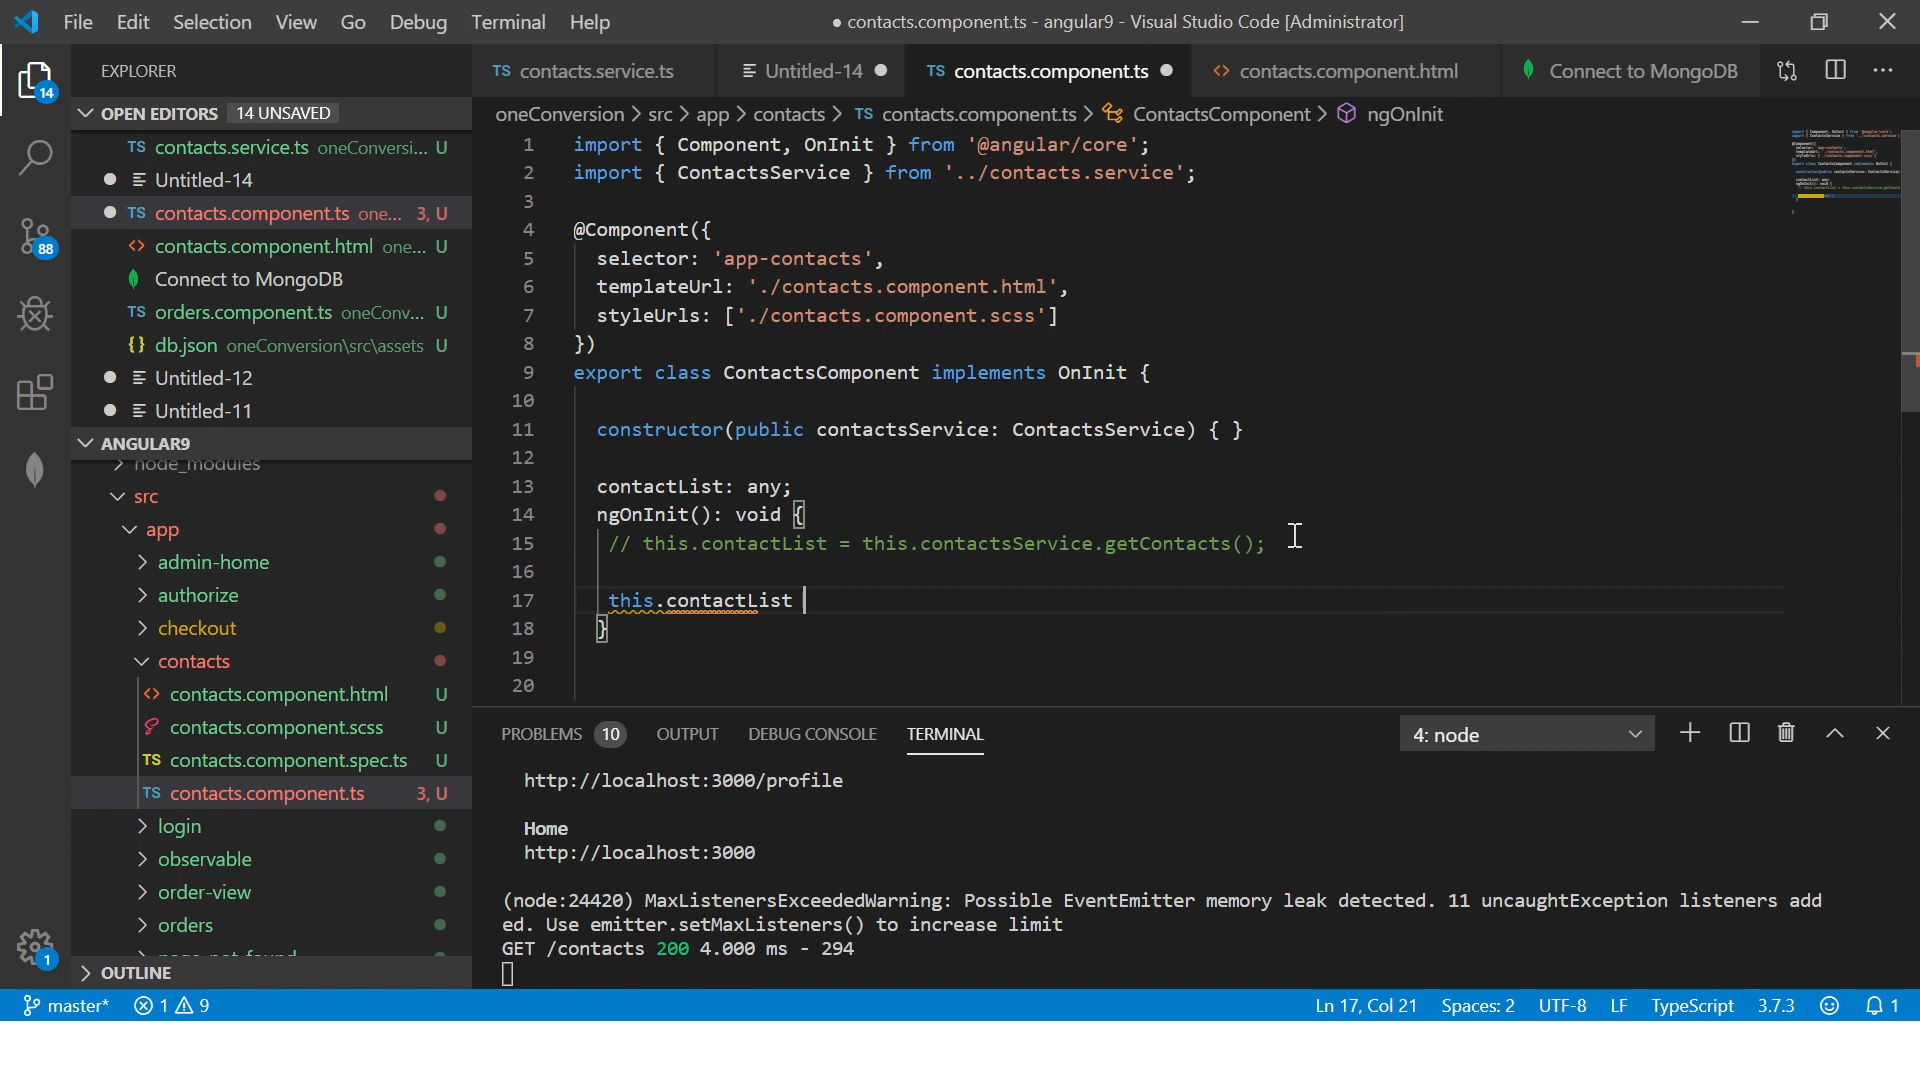 File Edit Selection View Go Debug Terminal Help
● contacts.component.ts - angular9 - Visual Studio Code [Administrator]
EXPLORER
TS contacts.service.ts
Untitled-14
TS contacts.component.ts
<> contacts.component.html
Connect to MongoDB
14
OPEN EDITORS 14 UNSAVED
oneConversion > src > app > contacts > TS contacts.component.ts > ContactsComponent > ngOnInit
TS contacts.service.ts oneConversi... U
Untitled-14
TS contacts.component.ts one... 3, U
<> contacts.component.html one... U
Connect to MongoDB
TS orders.component.ts oneConv... U
{} db.json oneConversion\src\assets U
Untitled-12
Untitled-11
88
ANGULAR9
node_modules
src
app
admin-home
authorize
checkout
contacts
<> contacts.component.html U
contacts.component.scss U
TS contacts.component.spec.ts U
TS contacts.component.ts 3, U
login
observable
order-view
orders
OUTLINE
1
1 import { Component, OnInit } from '@angular/core';
2 import { ContactsService } from '../contacts.service';
3
4 @Component({
5 selector: 'app-contacts',
6 templateUrl: './contacts.component.html',
7 styleUrls: ['./contacts.component.scss']
8 })
9 export class ContactsComponent implements OnInit {
10
11 constructor(public contactsService: ContactsService) { }
12
13 contactList: any;
14 ngOnInit(): void {
15 // this.contactList = this.contactsService.getContacts();
16
17 this.contactList
18 }
19
20
PROBLEMS 10 OUTPUT DEBUG CONSOLE TERMINAL 4: node
http://localhost:3000/profile
Home
http://localhost:3000
(node:24420) MaxListenersExceededWarning: Possible EventEmitter memory leak detected. 11 uncaughtException listeners add
ed. Use emitter.setMaxListeners() to increase limit
GET /contacts 200 4.000 ms - 294
master* 1 9 Ln 17, Col 21 Spaces: 2 UTF-8 LF TypeScript 3.7.3 1